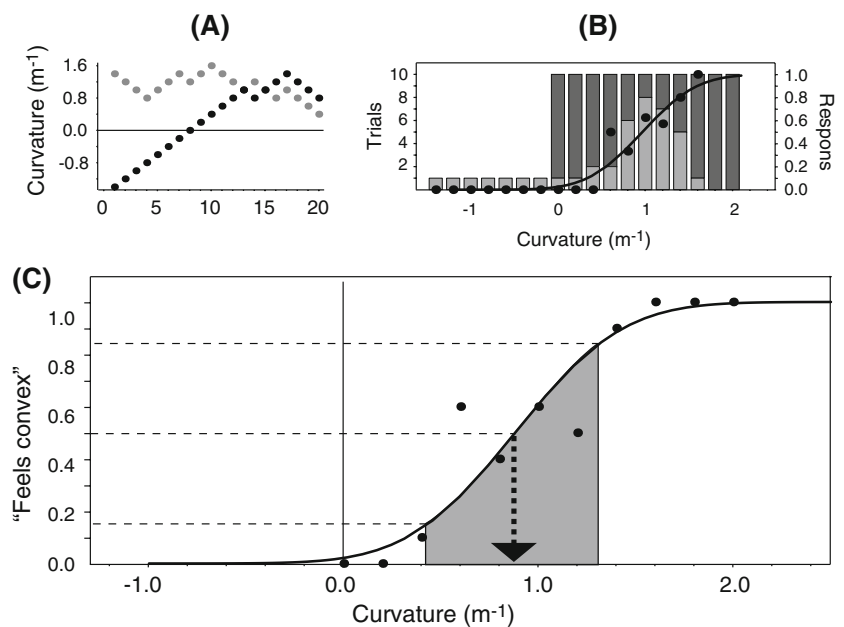 (A)
1.6
0.8
0.0
-0.8
Curvature (m-1)
0 5 10 15 20
(B)
10
8
6
4
2
Trials
1.0
0.8
0.6
0.4
0.2
0.0
Respons
-1 0 1 2
Curvature (m-1)
(C)
1.0
0.8
0.6
0.4
0.2
0.0
“Feels convex”
-1.0 0.0 1.0 2.0
Curvature (m-1)